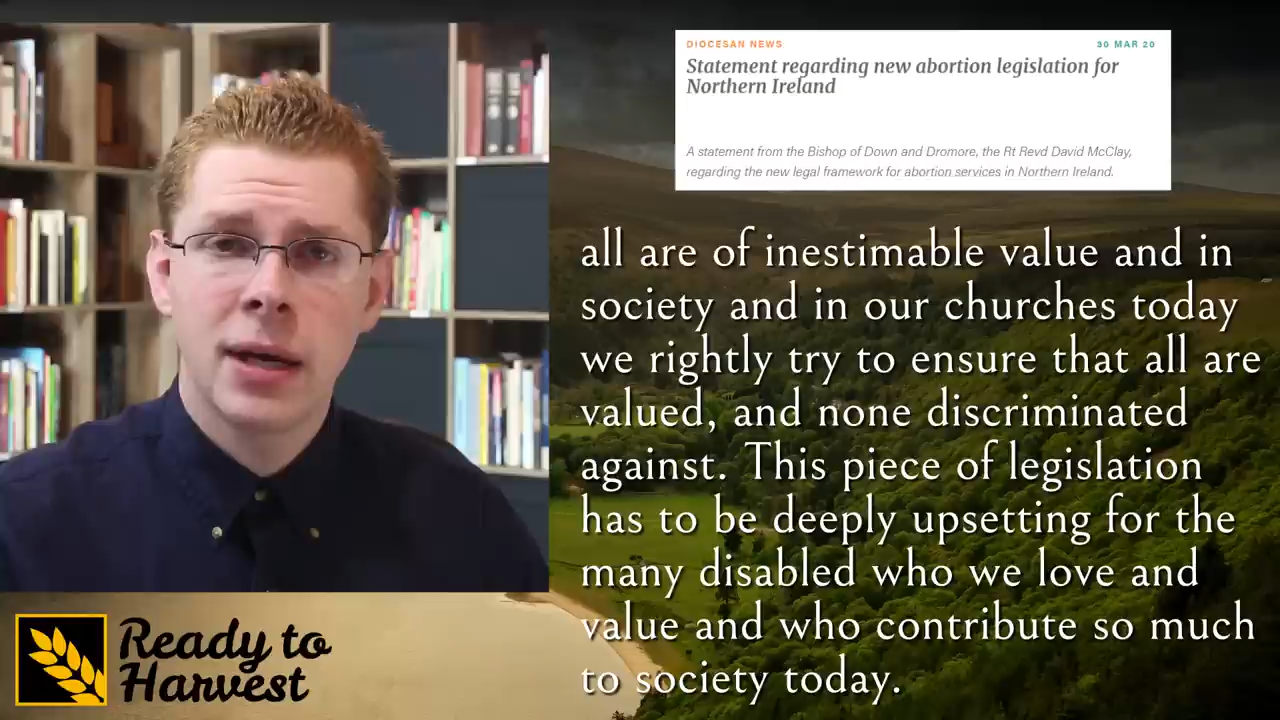 DIOCESAN NEWS
30 MAR 20
Statement regarding new abortion legislation for
Northern Ireland
A statement from the Bishop of Down and Dromore, the Rt Revd David McClay,
regarding the new legal framework for abortion services in Northern Ireland.
all are of inestimable value and in
society and in our churches today
we rightly try to ensure that all are
valued, and none discriminated
against. This piece of legislation
has to be deeply upsetting for the
many disabled who we love and
value and who contribute so much
to society today.
Ready to
Harvest